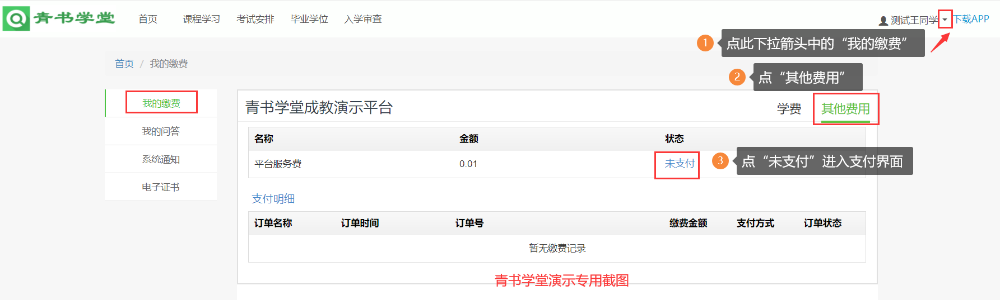 青书学堂 首页 课程学习 考试安排 毕业学位 入学审查 测试王同学 下载APP
1 点此下拉箭头中的“我的缴费”
首页 / 我的缴费
2 点“其他费用”
我的缴费
我的问答
系统通知
电子证书
青书学堂成教演示平台 学费 其他费用
名称 金额 状态
平台服务费 0.01 未支付
3 点“未支付”进入支付界面
支付明细
订单名称 订单时间 订单号 缴费金额 支付方式 订单状态
暂无缴费记录
青书学堂演示专用截图